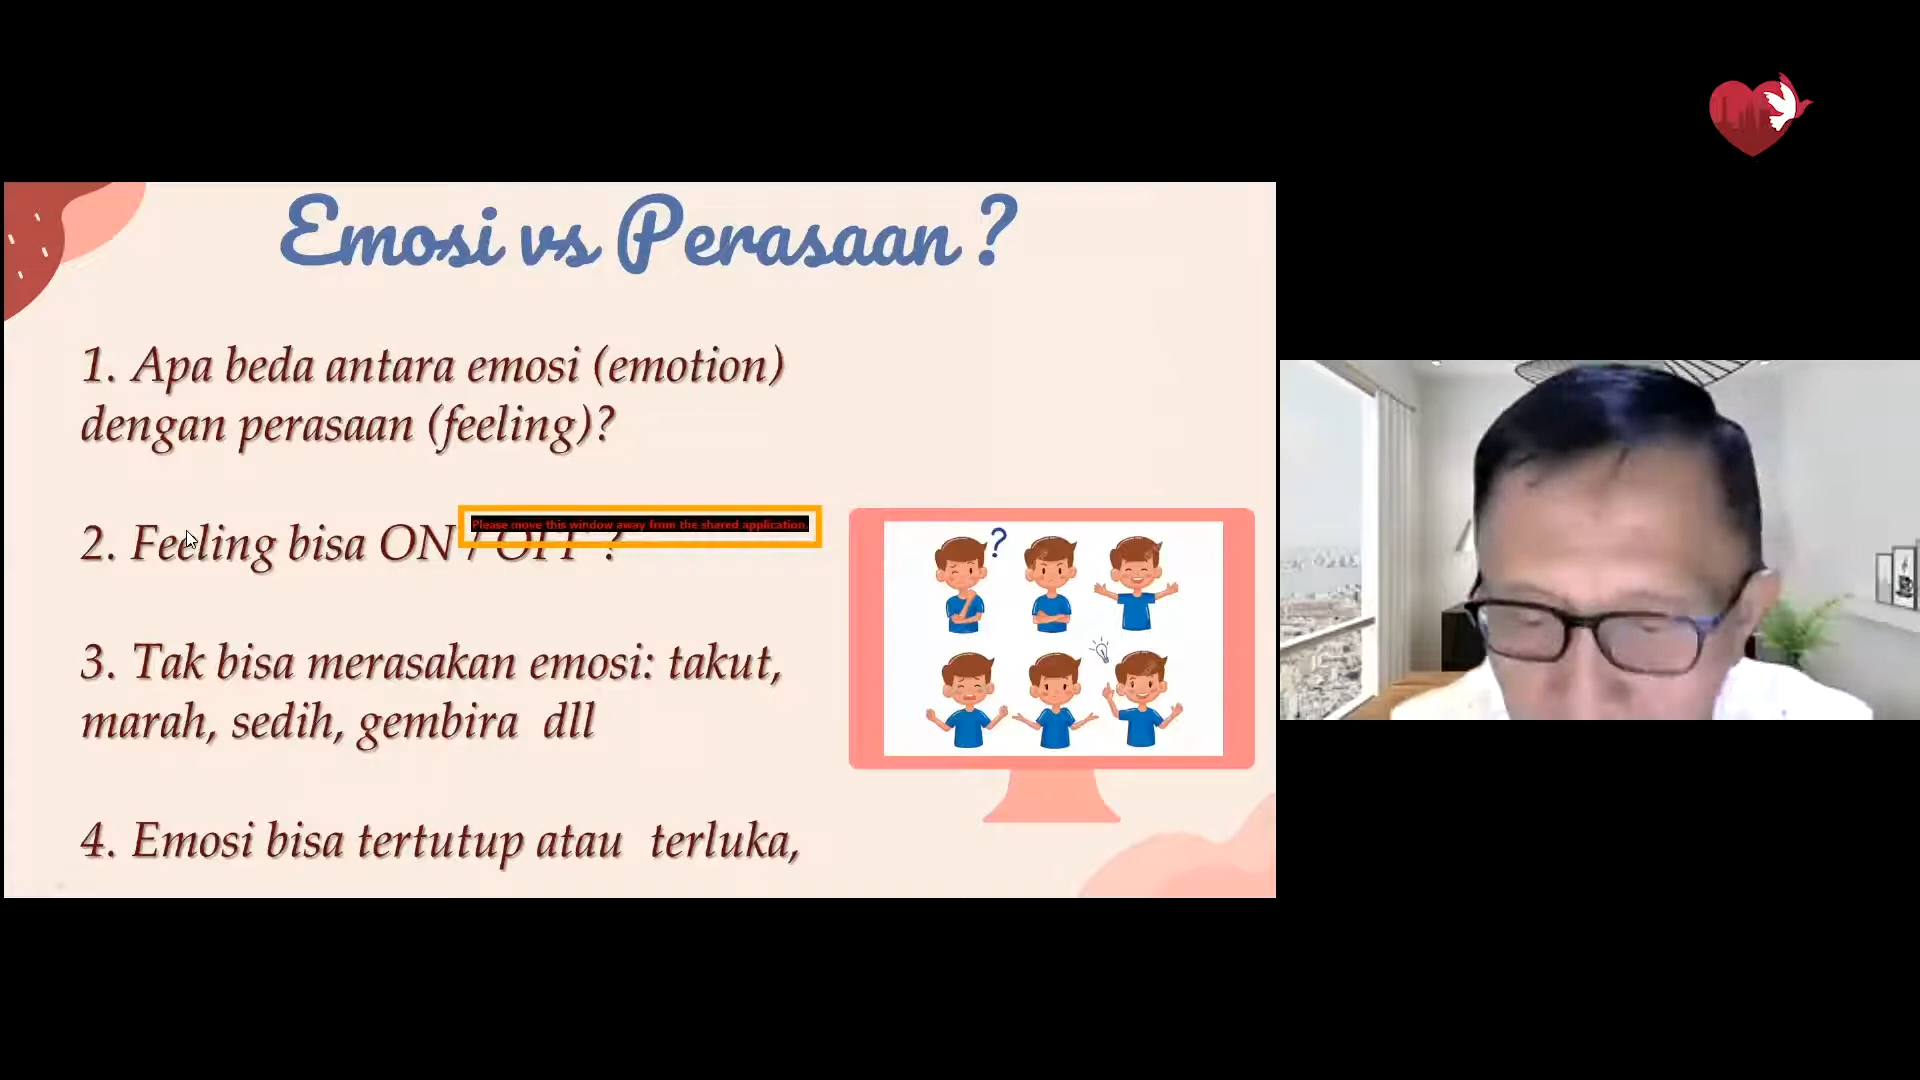 Emosi vs Perasaan ?
1. Apa beda antara emosi (emotion)
dengan perasaan (feeling)?
Please move this window away from the shared application.
2. Feeling bisa ON / OFF ?
3. Tak bisa merasakan emosi: takut,
marah, sedih, gembira dll
4. Emosi bisa tertutup atau terluka,